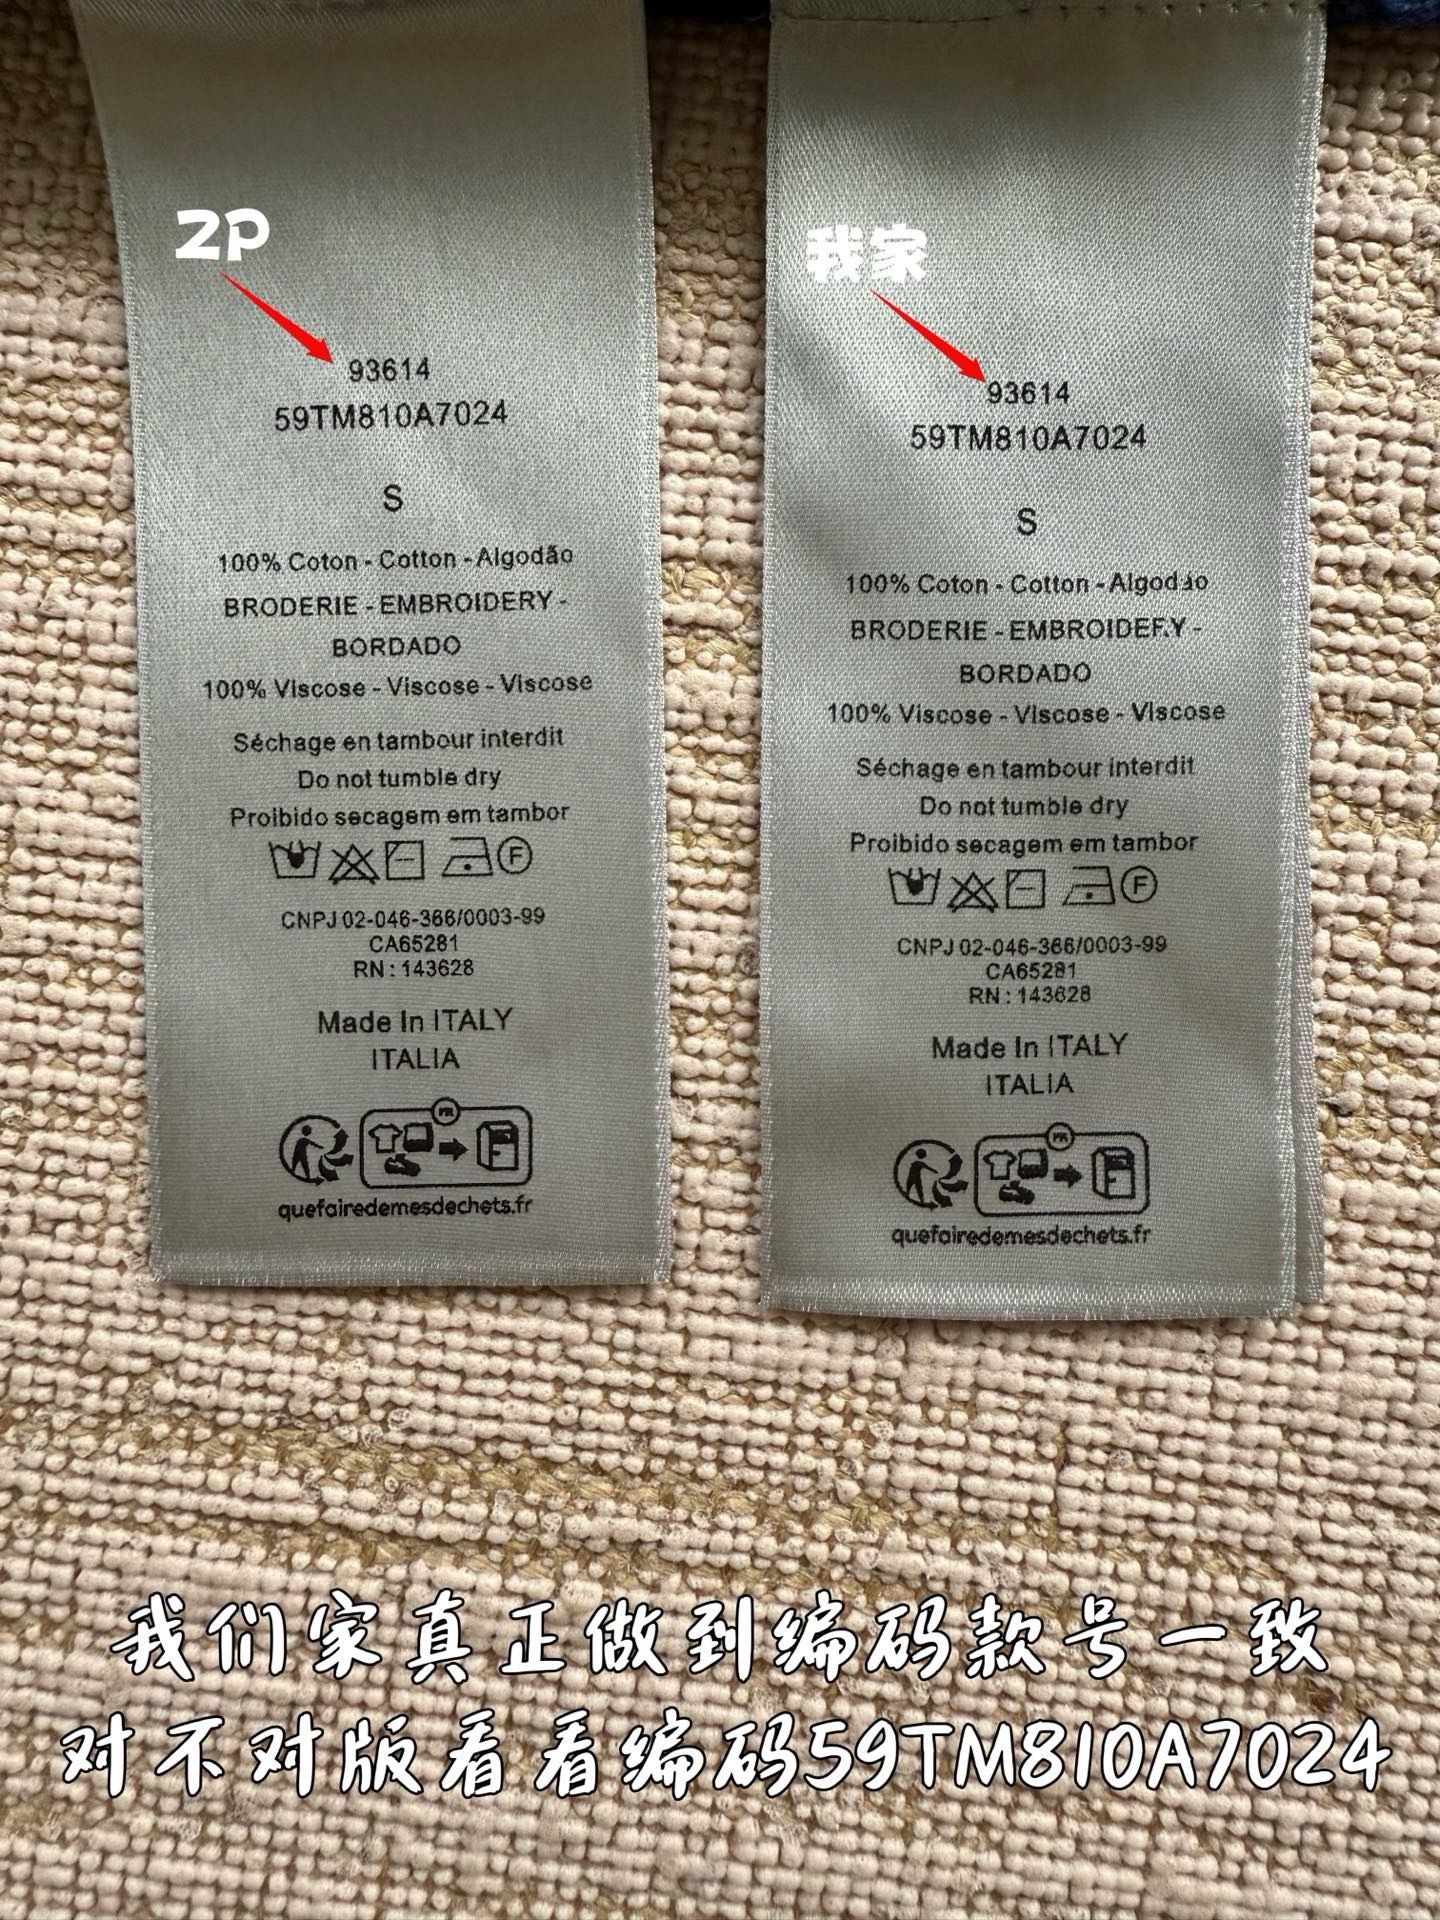 2P
93614
59TM810A7024
S
100% Coton - Cotton - Algodão
BRODERIE - EMBROIDERY -
BORDADO
100% Viscose - Viscose - Viscose
Séchage en tambour interdit
Do not tumble dry
Proibido secagem em tambor
F
CNPJ 02-046-366/0003-99
CA65281
RN : 143628
Made In ITALY
ITALIA
FR
quefairedemesdechets.fr
我家
93614
59TM810A7024
S
100% Coton - Cotton - Algodão
BRODERIE - EMBROIDERY -
BORDADO
100% Viscose - Viscose - Viscose
Séchage en tambour interdit
Do not tumble dry
Proibido secagem em tambor
F
CNPJ 02-046-366/0003-99
CA65281
RN : 143628
Made In ITALY
ITALIA
FR
quefairedemesdechets.fr
我们家真正做到编码款号一致
对不对版看看编码59TM810A7024